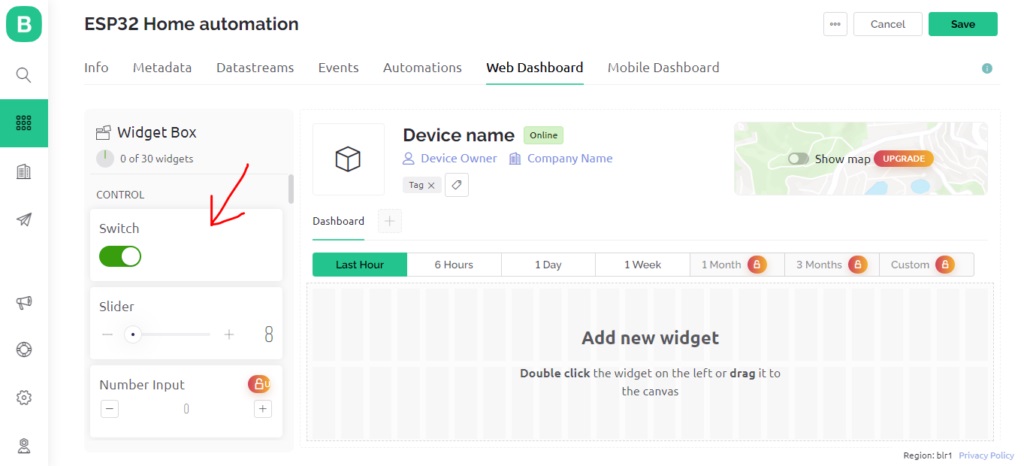 B
ESP32 Home automation
Cancel
Save
Info Metadata Datastreams Events Automations Web Dashboard Mobile Dashboard
Widget Box
0 of 30 widgets
CONTROL
Switch
Slider
8
Number Input
0
Device name Online
Device Owner Company Name
Tag
Show map UPGRADE
Dashboard
Last Hour 6 Hours 1 Day 1 Week 1 Month 3 Months Custom
Add new widget
Double click the widget on the left or drag it to
the canvas
Region: blr1 Privacy Policy